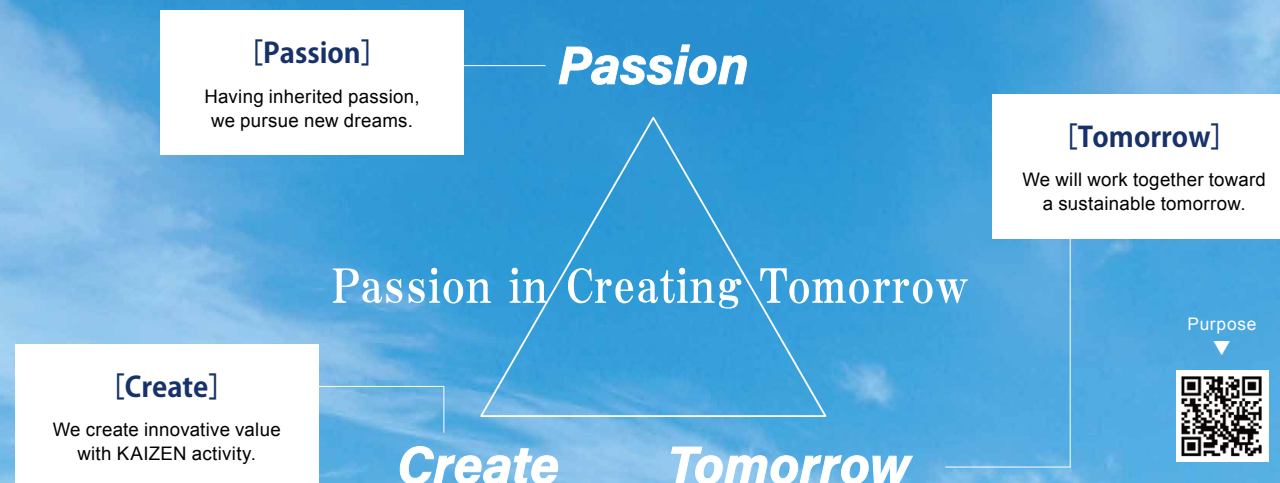 [Passion]
Having inherited passion,
we pursue new dreams.
Passion
[Tomorrow]
We will work together toward
a sustainable tomorrow.
Passion in Creating Tomorrow
Purpose
[Create]
We create innovative value
with KAIZEN activity.
Create
Tomorrow